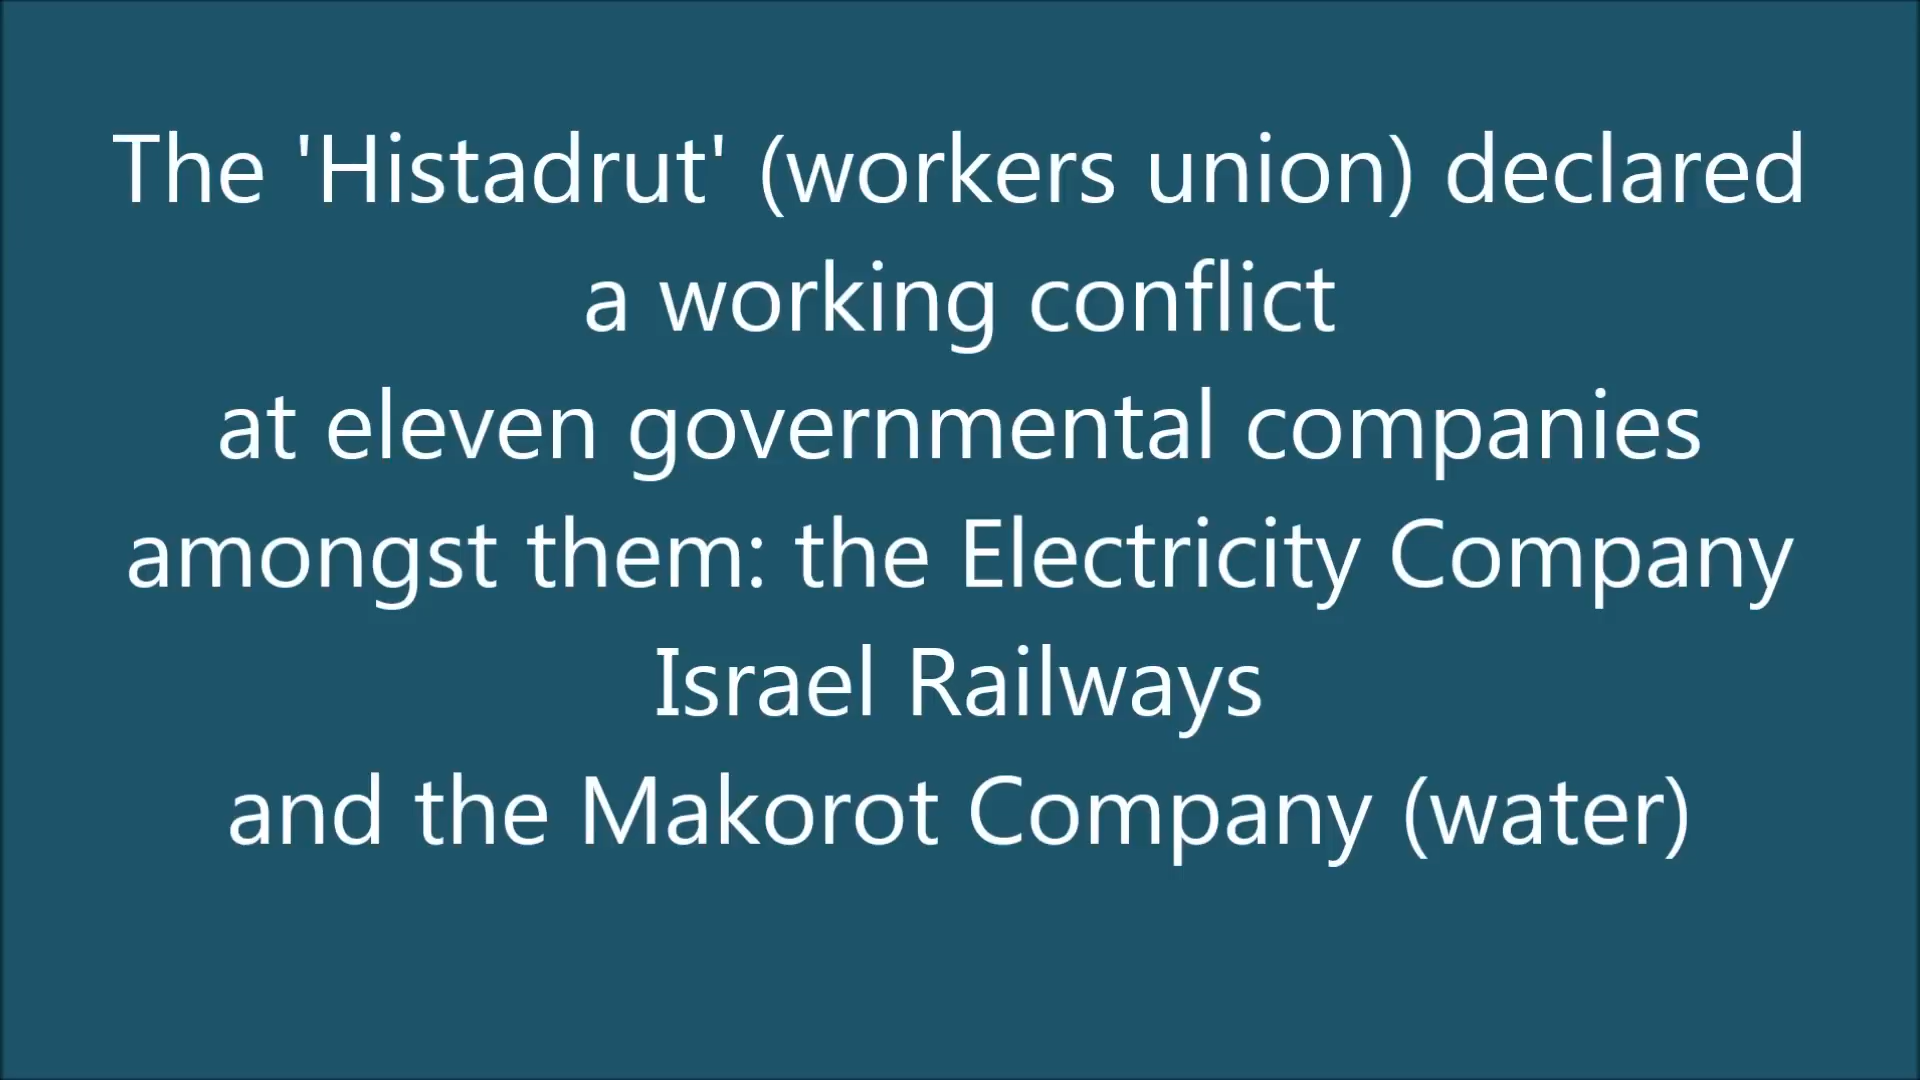 The 'Histadrut' (workers union) declared
a working conflict
at eleven governmental companies
amongst them: the Electricity Company
Israel Railways
and the Makorot Company (water)